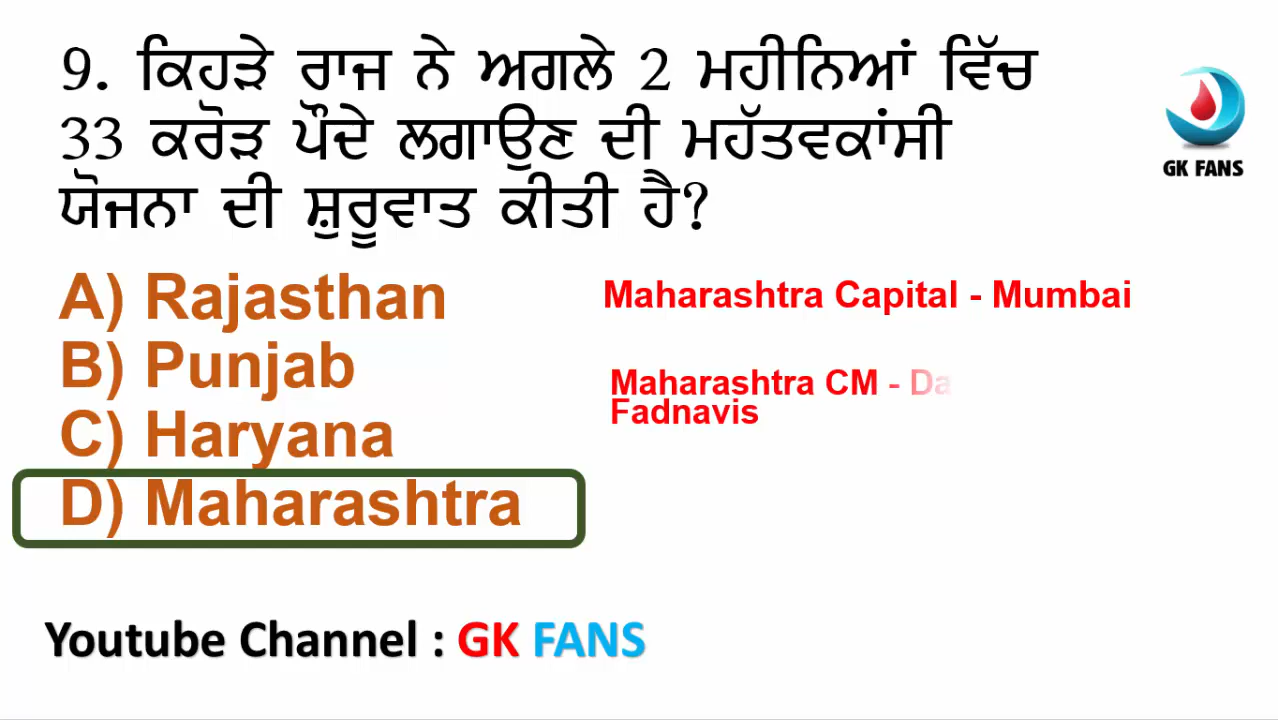 9. ਕਿਹੜੇ ਰਾਜ ਨੇ ਅਗਲੇ 2 ਮਹੀਨਿਆਂ ਵਿੱਚ
33 ਕਰੋੜ ਪੌਦੇ ਲਗਾਉਣ ਦੀ ਮਹੱਤਵਕਾਂਸੀ
ਯੋਜਨਾ ਦੀ ਸ਼ੁਰੂਵਾਤ ਕੀਤੀ ਹੈ?
GK FANS
A) Rajasthan
B) Punjab
C) Haryana
D) Maharashtra
Maharashtra Capital - Mumbai
Maharashtra CM - Da
Fadnavis
Youtube Channel : GK FANS